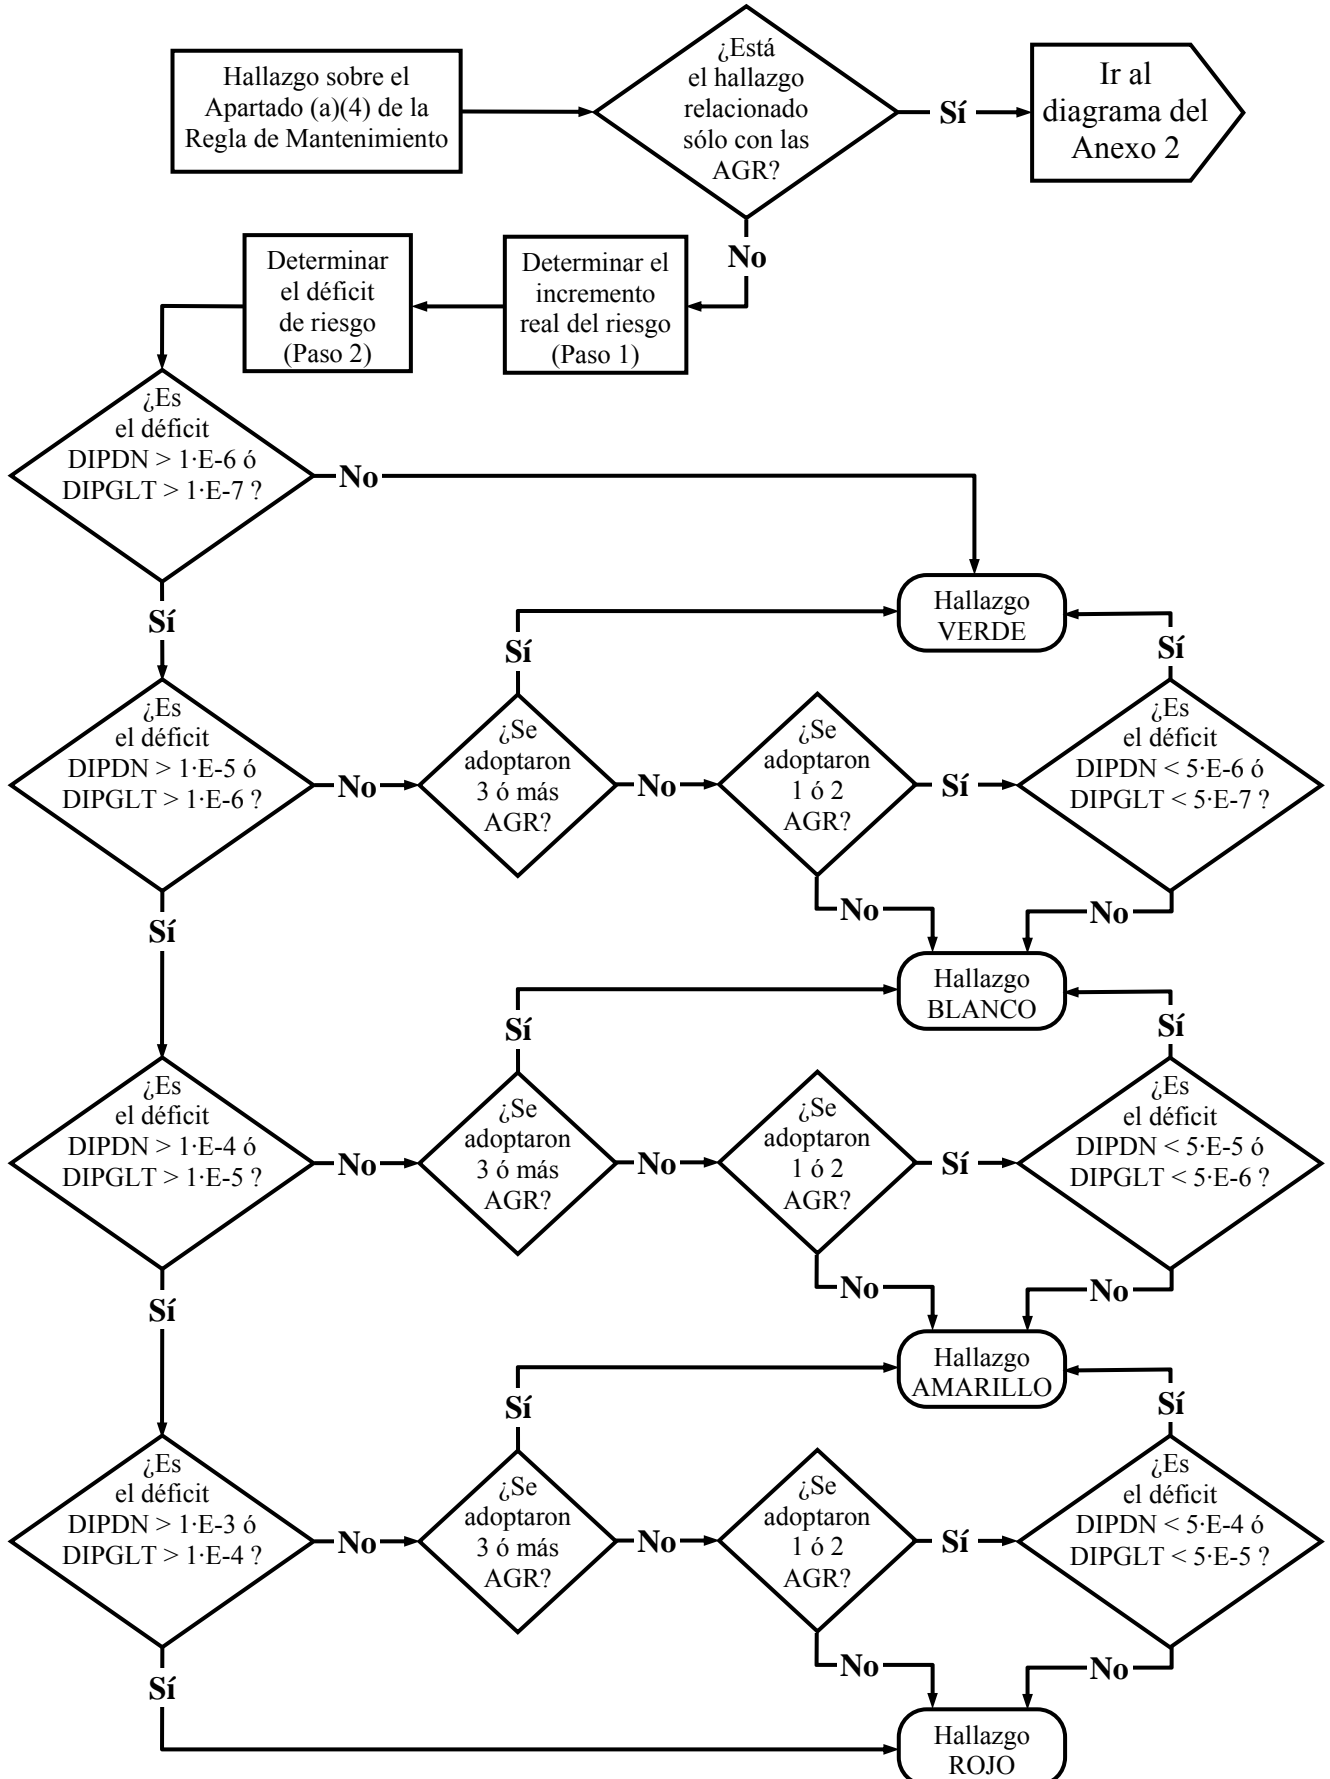 Hallazgo sobre el
Apartado (a)(4) de la
Regla de Mantenimiento
¿Está
el hallazgo
relacionado
sólo con las
AGR?
Sí
Ir al
diagrama del
Anexo 2
No
Determinar el
incremento
real del riesgo
(Paso 1)
Determinar
el déficit
de riesgo
(Paso 2)
¿Es
el déficit
DIPDN > 1·E-6 ó
DIPGLT > 1·E-7 ?
No
Sí
Hallazgo
VERDE
¿Es
el déficit
DIPDN > 1·E-5 ó
DIPGLT > 1·E-6 ?
No
Sí
¿Se
adoptaron
3 ó más
AGR?
No
¿Se
adoptaron
1 ó 2
AGR?
Sí
Sí
¿Es
el déficit
DIPDN < 5·E-6 ó
DIPGLT < 5·E-7 ?
Sí
No
No
Hallazgo
BLANCO
¿Es
el déficit
DIPDN > 1·E-4 ó
DIPGLT > 1·E-5 ?
No
Sí
¿Se
adoptaron
3 ó más
AGR?
No
¿Se
adoptaron
1 ó 2
AGR?
Sí
Sí
¿Es
el déficit
DIPDN < 5·E-5 ó
DIPGLT < 5·E-6 ?
Sí
No
No
Hallazgo
AMARILLO
¿Es
el déficit
DIPDN > 1·E-3 ó
DIPGLT > 1·E-4 ?
No
Sí
¿Se
adoptaron
3 ó más
AGR?
No
¿Se
adoptaron
1 ó 2
AGR?
Sí
Sí
¿Es
el déficit
DIPDN < 5·E-4 ó
DIPGLT < 5·E-5 ?
No
No
Sí
Hallazgo
ROJO